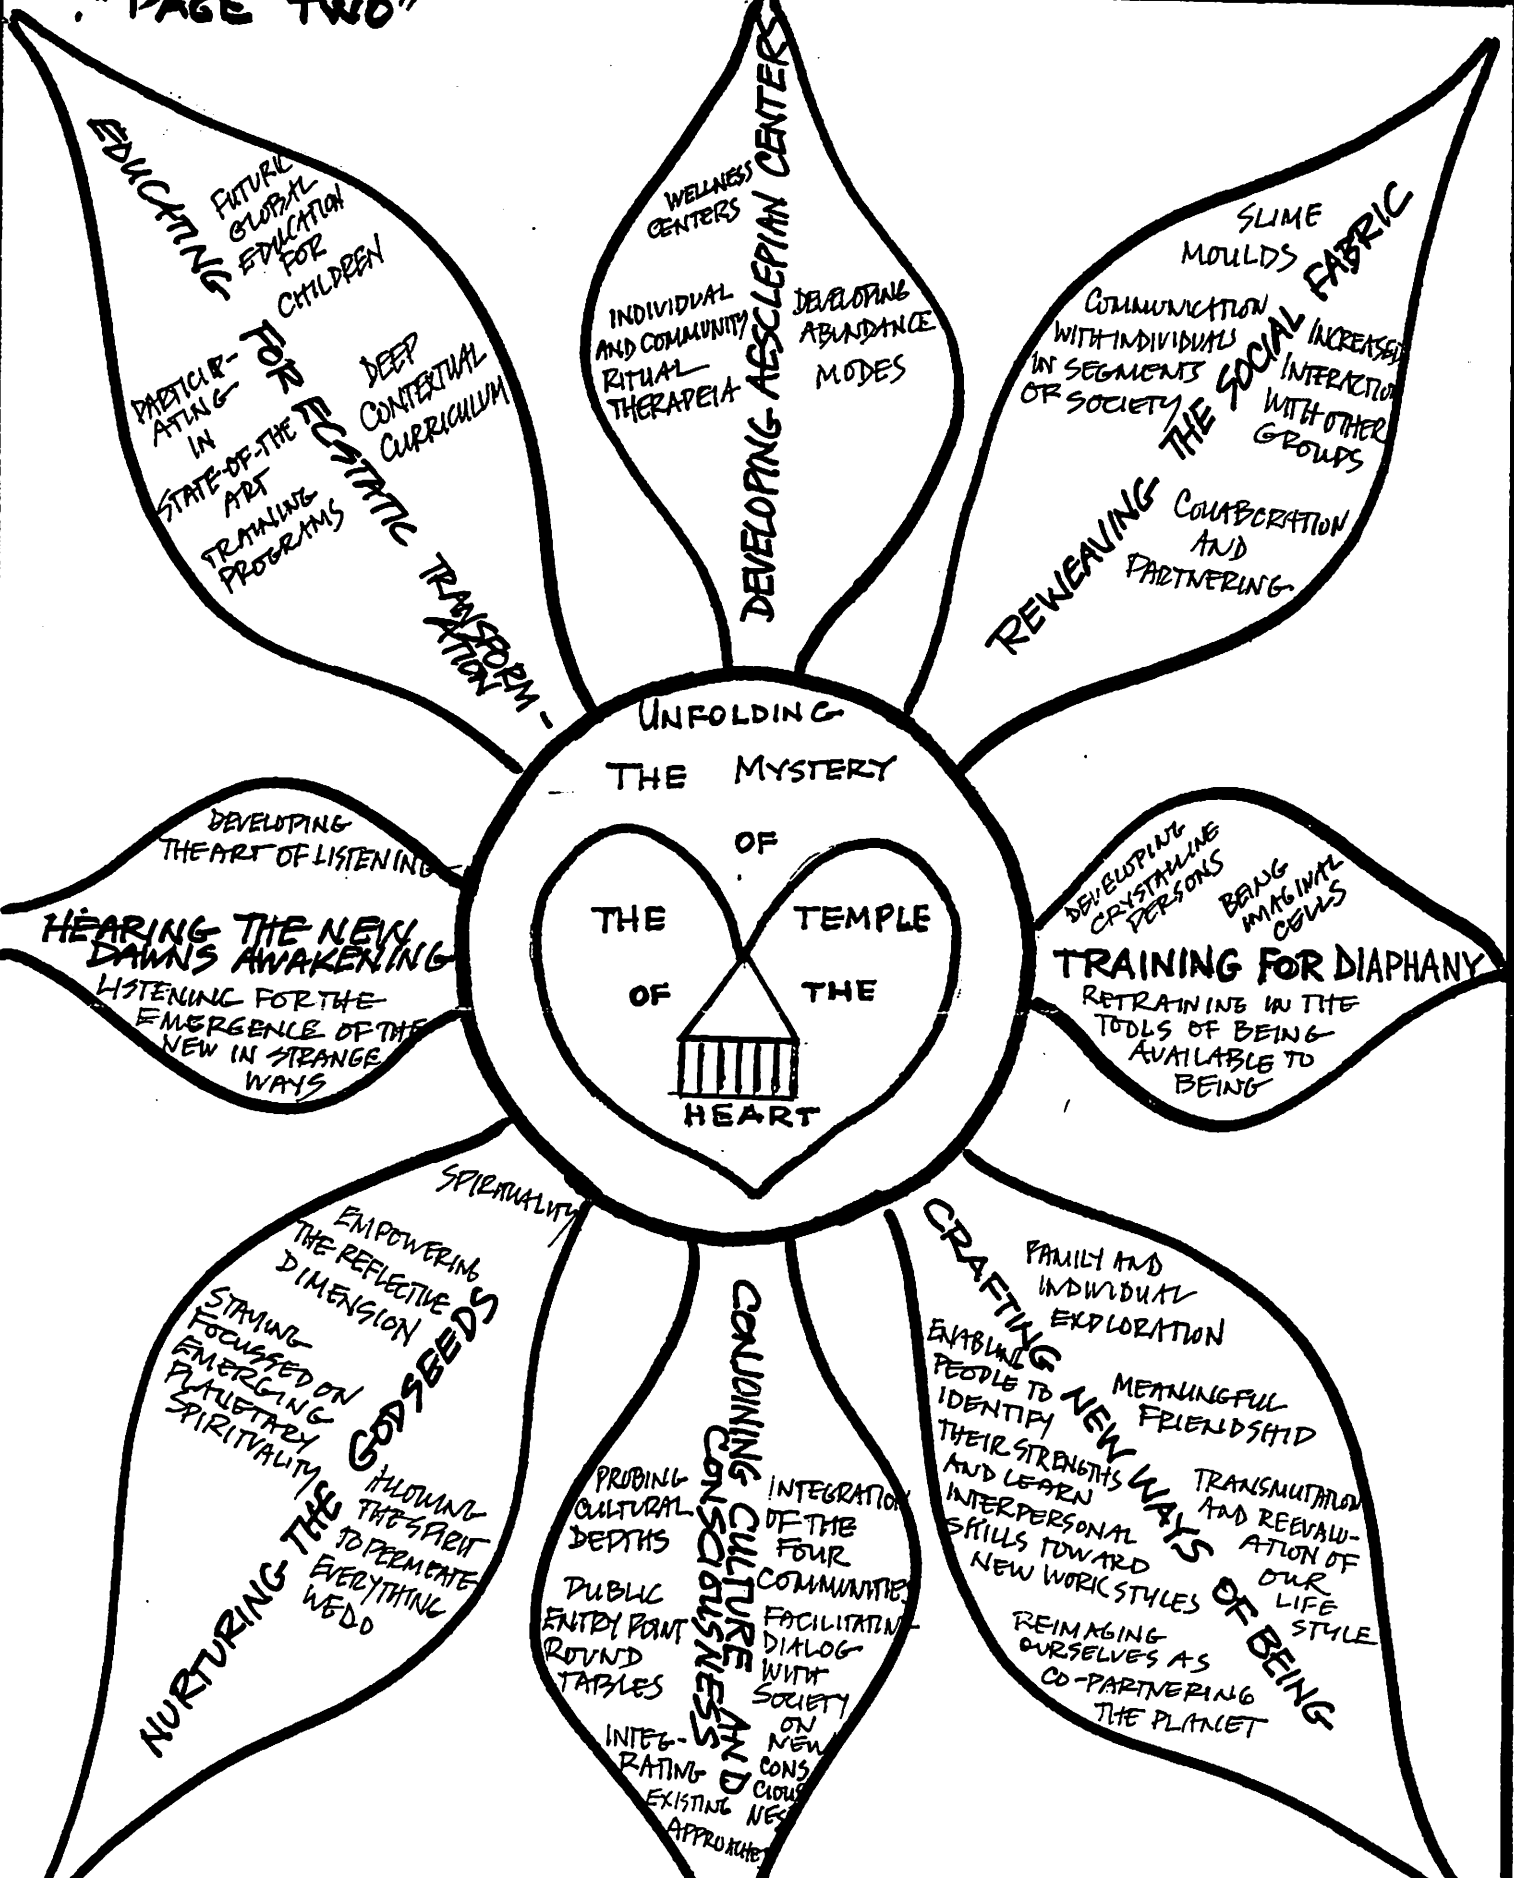 "PAGE TWO"
EDUCATING FOR ECSTATIC TRANSFORM-
ATION
FUTURIC
GLOBAL
EDUCATION
FOR
CHILDREN
DEEP
CONTEXTUAL
CURRICULUM
PARTICIP-
ATING
IN
STATE-OF-THE
ART
TRAINING
PROGRAMS
DEVELOPING AESCLEPIAN CENTERS
WELLNESS
CENTERS
INDIVIDUAL
AND COMMUNITY
RITUAL
THERAPEIA
DEVELOPING
ABUNDANCE
MODES
REWEAVING THE SOCIAL FABRIC
SLIME
MOULDS
COMMUNICATION
WITH INDIVIDUALS
IN SEGMENTS
OF SOCIETY
INCREASED
INTERACTION
WITH OTHER
GROUPS
COLLABORATION
AND
PARTNERING
UNFOLDING
THE MYSTERY
OF
THE TEMPLE
OF THE
HEART
DEVELOPING
THE ART OF LISTENING
HEARING THE NEW
DAWNS AWAKENING
LISTENING FOR THE
EMERGENCE OF THE
NEW IN STRANGE
WAYS
DEVELOPING
CRYSTALLINE
PERSONS
BEING
IMAGINAL
CELLS
TRAINING FOR DIAPHANY
RETRAINING IN THE
TOOLS OF BEING
AVAILABLE TO
BEING
NURTURING THE GODSEEDS
SPIRITUALITY
EMPOWERING
THE REFLECTIVE
DIMENSION
STAYING
FOCUSSED ON
EMERGING
PLANETARY
SPIRITUALITY
ALLOWING
THE SPIRIT
TO PERMEATE
EVERYTHING
WE DO
CONJOINING CULTURE AND
CONSCIOUSNESS
PROBING
CULTURAL
DEPTHS
PUBLIC
ENTRY POINT
ROUND
TABLES
INTEG-
RATING
EXISTING
APPROACHES
INTEGRATION
OF THE
FOUR
COMMUNITIES
FACILITATIN-
DIALOG
WITH
SOCIETY
ON
NEW
CONS
CIOUS
NESS
CRAFTING NEW WAYS OF BEING
FAMILY AND
INDIVIDUAL
EXPLORATION
ENABLING
PEOPLE TO
IDENTIFY
THEIR STRENGTHS
AND LEARN
INTERPERSONAL
SKILLS TOWARD
NEW WORK STYLES
MEANINGFUL
FRIENDSHIP
TRANSMUTATION
AND REEVALU-
ATION OF
OUR
LIFE
STYLE
REIMAGING
OURSELVES AS
CO-PARTNERING
THE PLANET